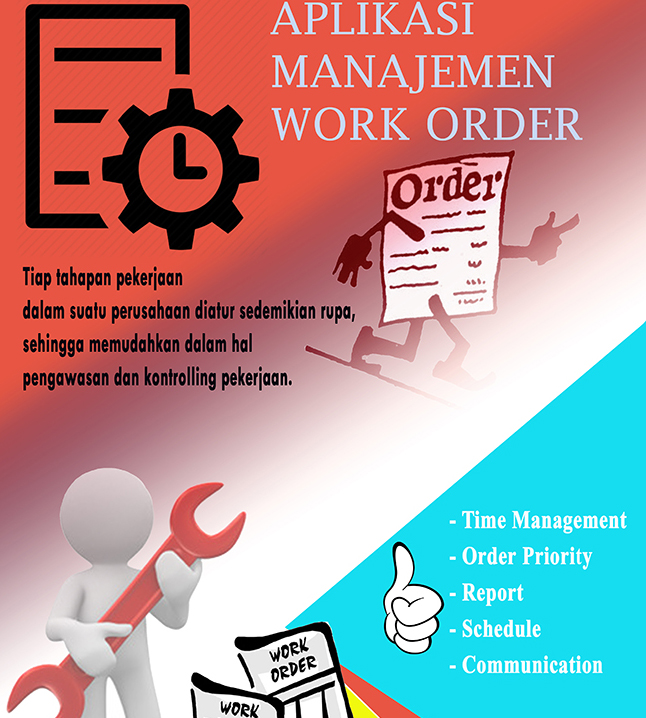 APLIKASI
MANAJEMEN
WORK ORDER
Order
Tiap tahapan pekerjaan
dalam suatu perusahaan diatur sedemikian rupa,
sehingga memudahkan dalam hal
pengawasan dan kontrolling pekerjaan.
- Time Management
- Order Priority
- Report
- Schedule
- Communication
WORK
ORDER
WORK